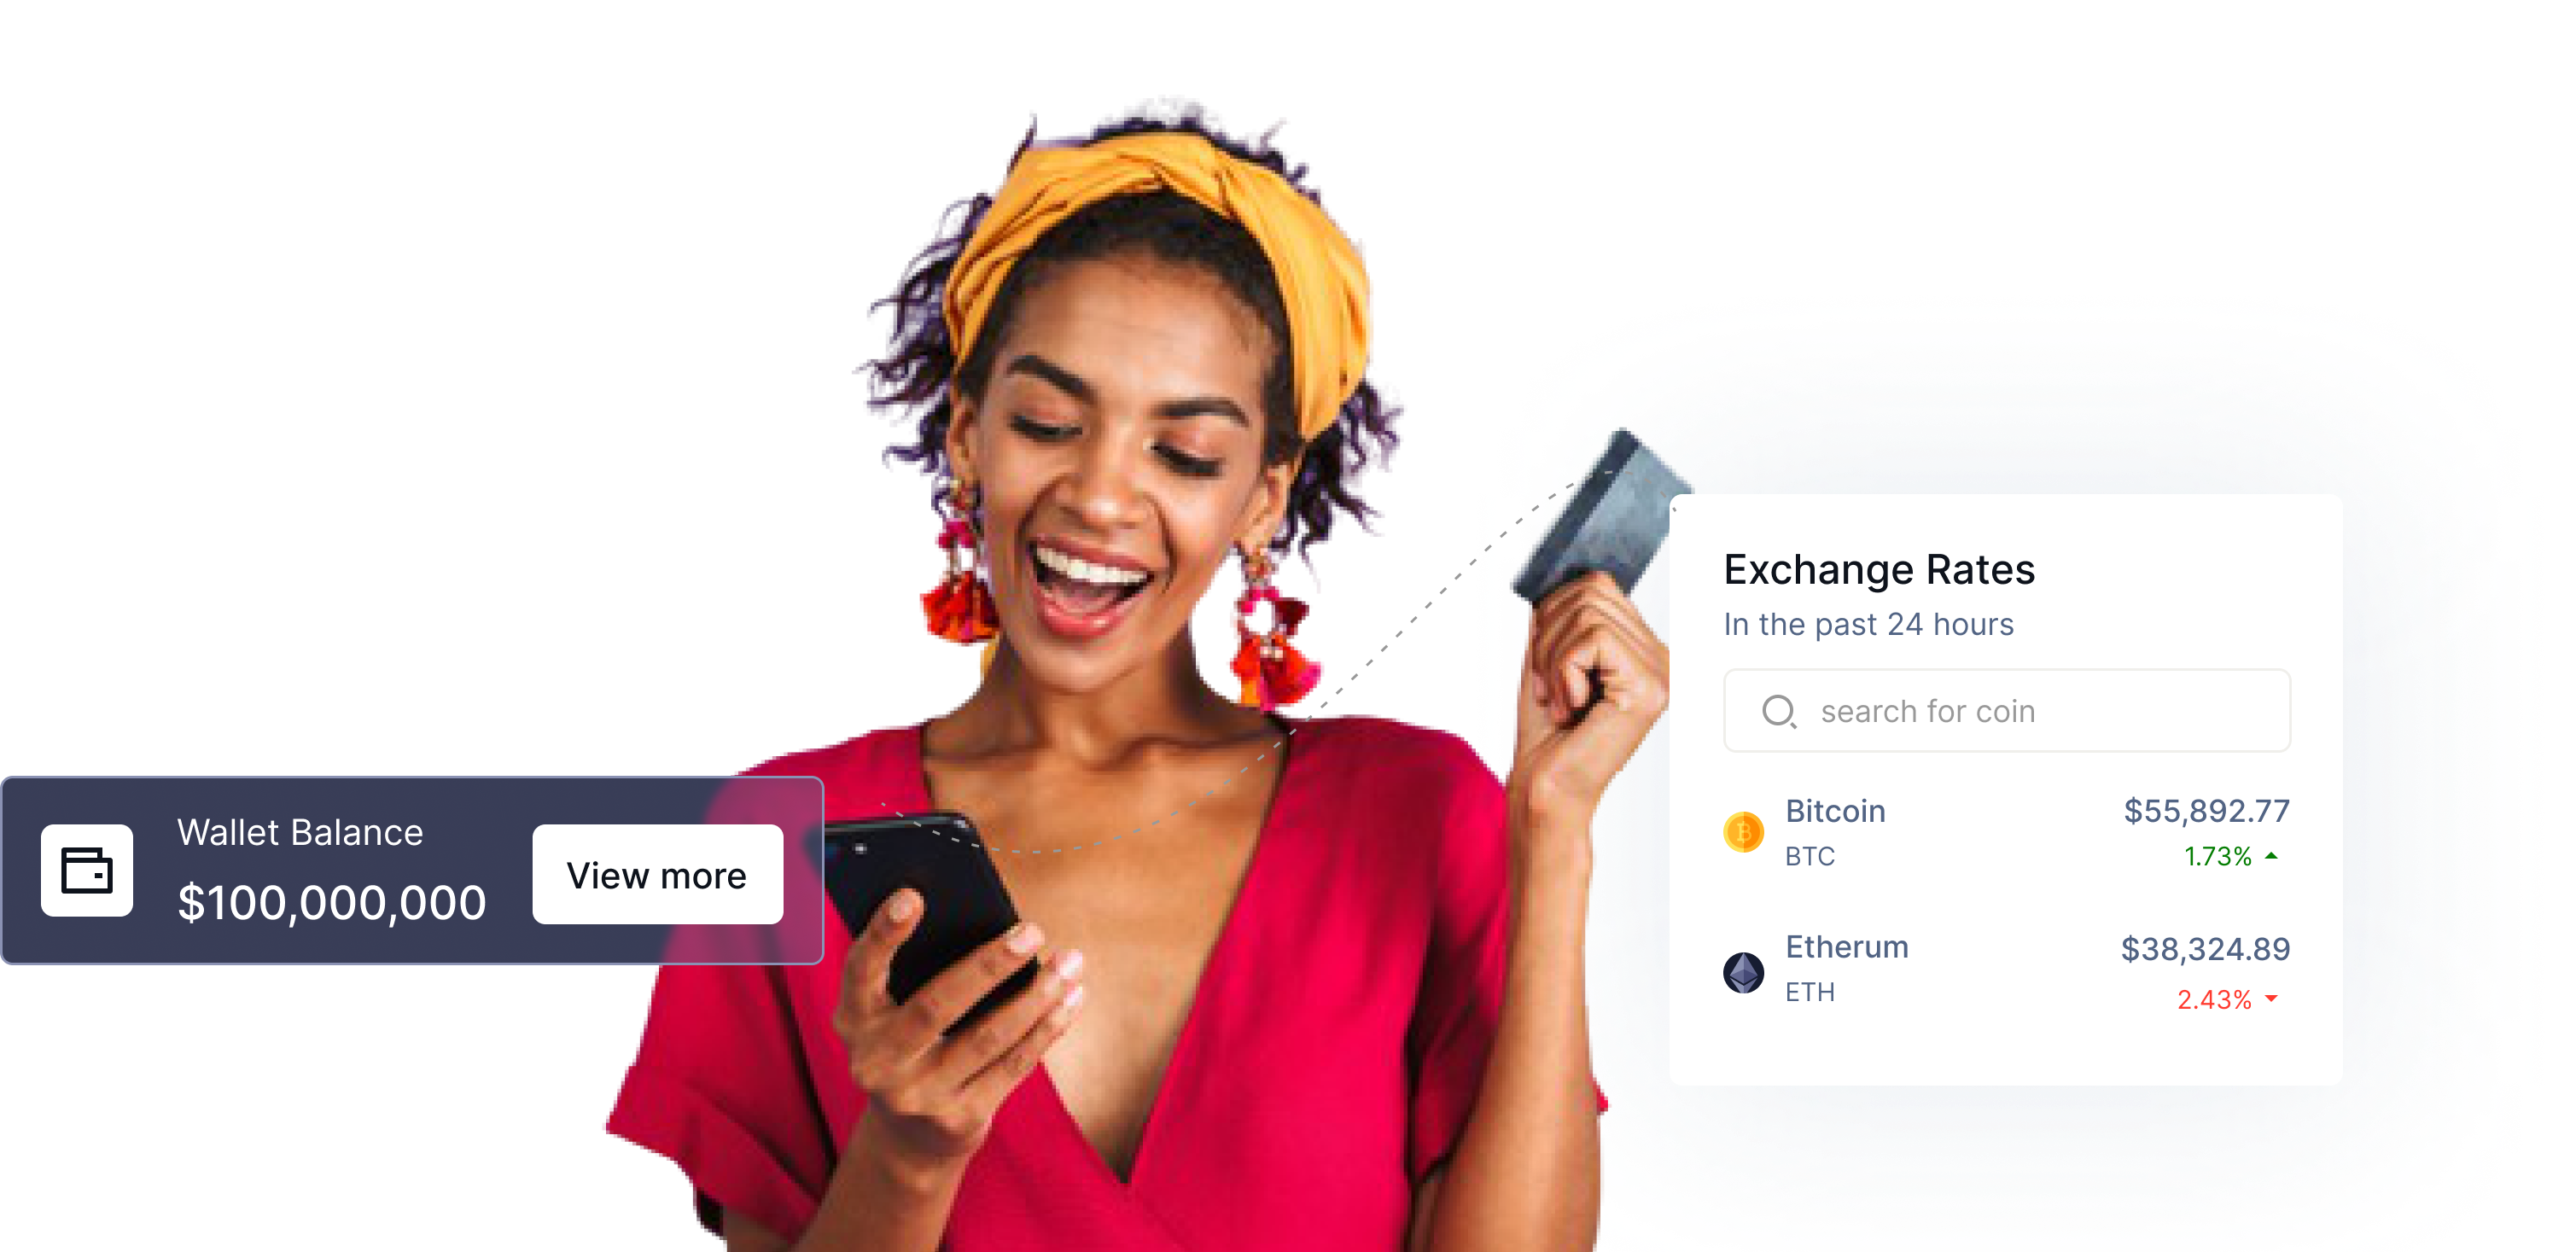 Wallet Balance
$100,000,000
View more
Exchange Rates
In the past 24 hours
search for coin
Bitcoin
$55,892.77
BTC
1.73%
Etherum
$38,324.89
ETH
2.43%